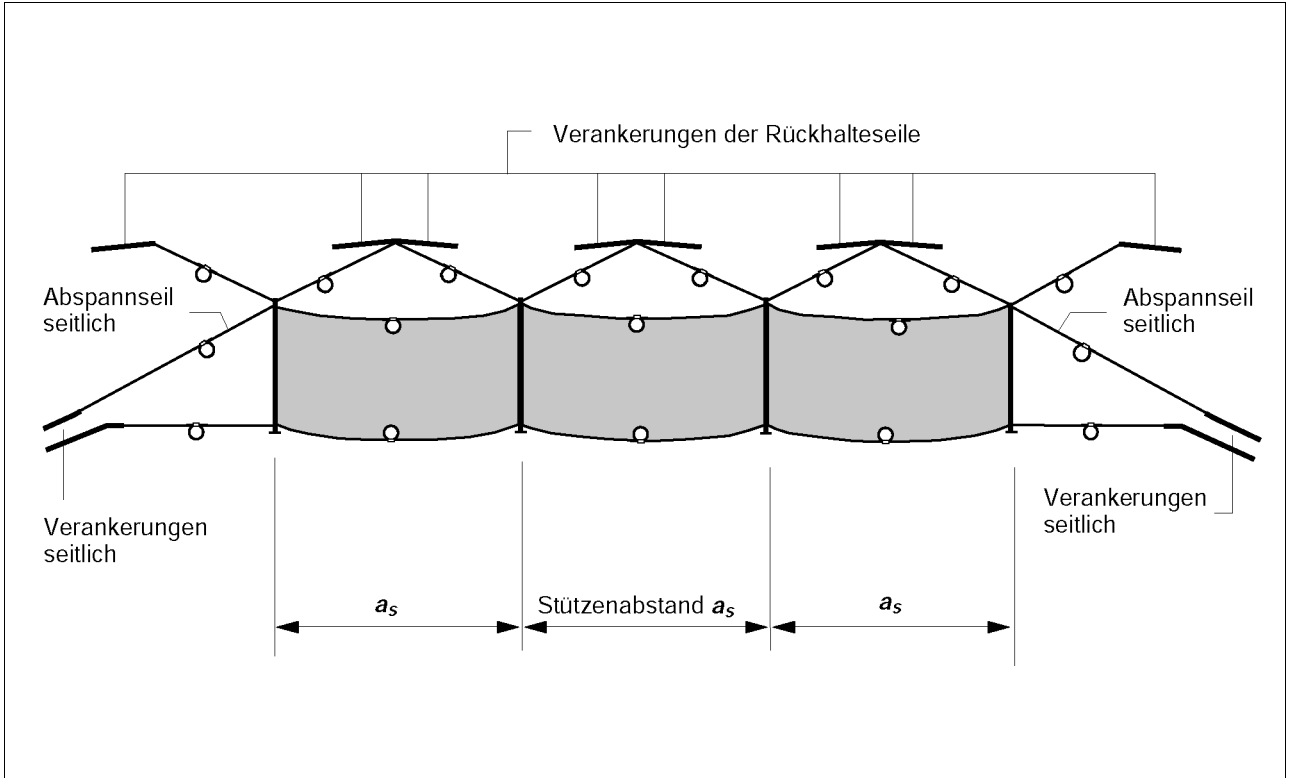 Verankerungen der Rückhalteseile
Abspannseil
seitlich
Abspannseil
seitlich
Verankerungen
seitlich
Verankerungen
seitlich
as
Stützenabstand as
as